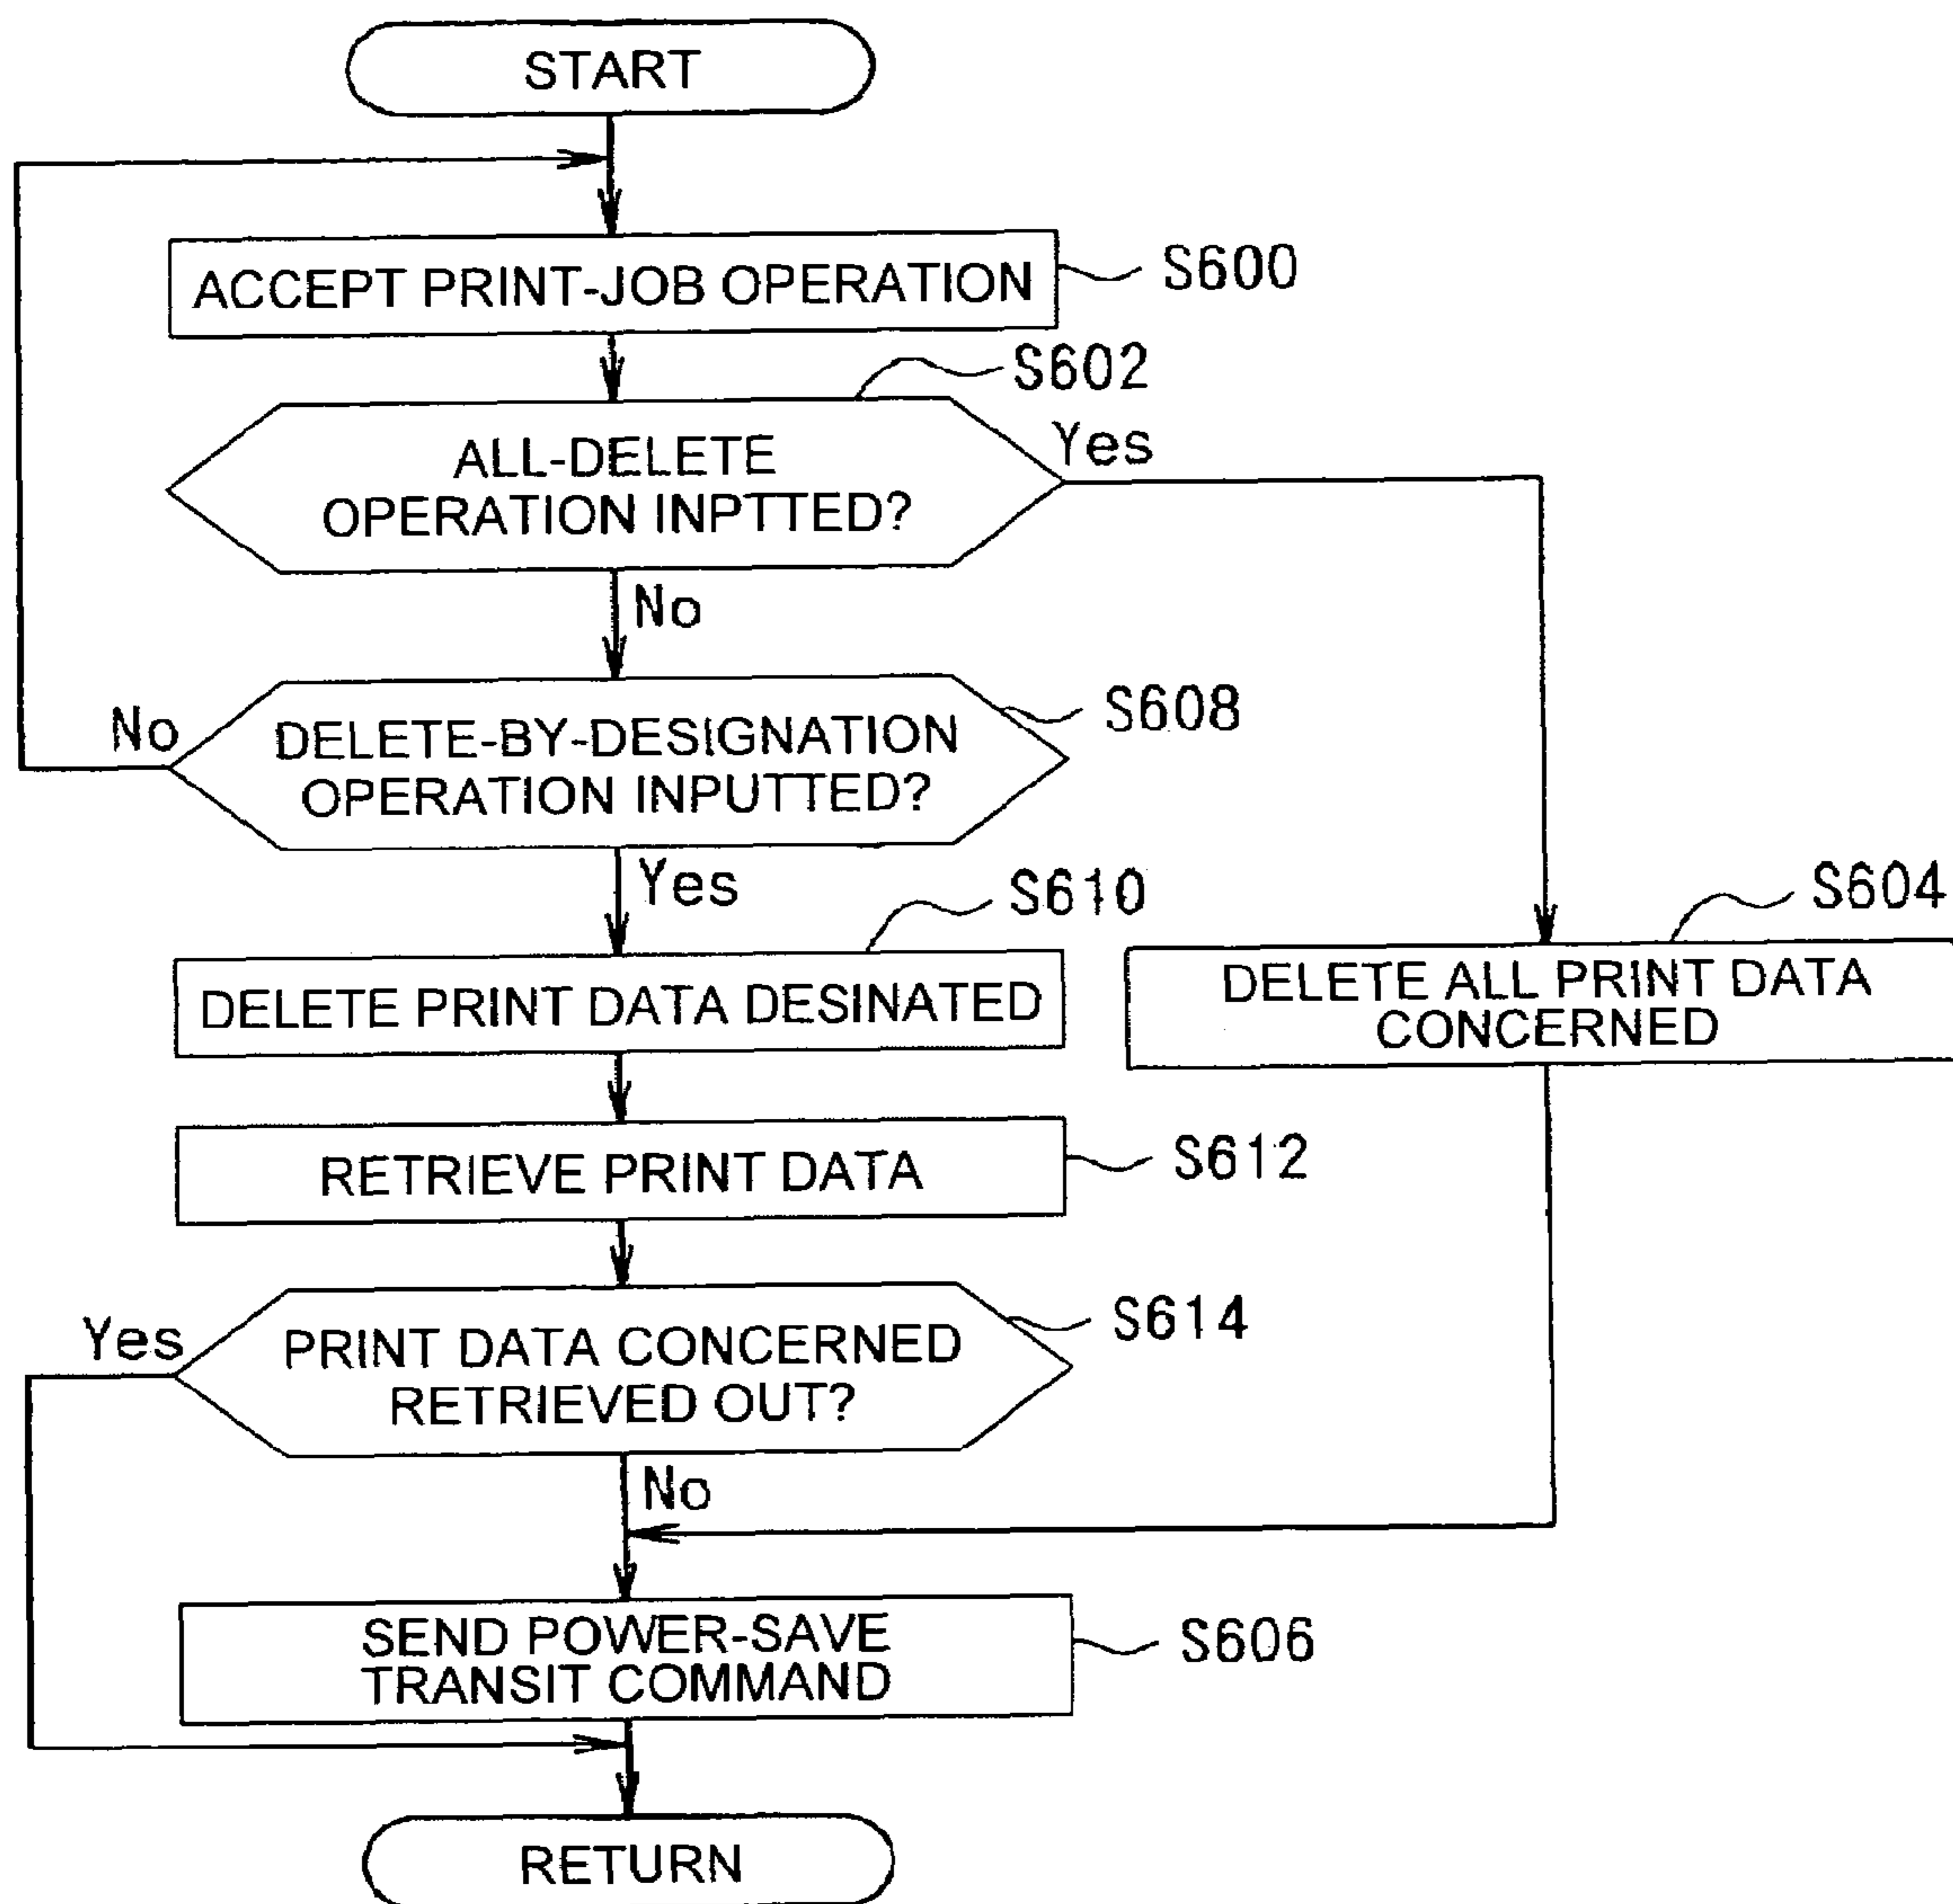 START
ACCEPT PRINT-JOB OPERATION
S600
S602
ALL-DELETE
OPERATION INPTTED?
Yes
No
DELETE-BY-DESIGNATION
OPERATION INPUTTED?
S608
No
Yes
S610
DELETE PRINT DATA DESINATED
S604
DELETE ALL PRINT DATA
CONCERNED
RETRIEVE PRINT DATA
S612
PRINT DATA CONCERNED
RETRIEVED OUT?
S614
Yes
No
SEND POWER-SAVE
TRANSIT COMMAND
S606
RETURN